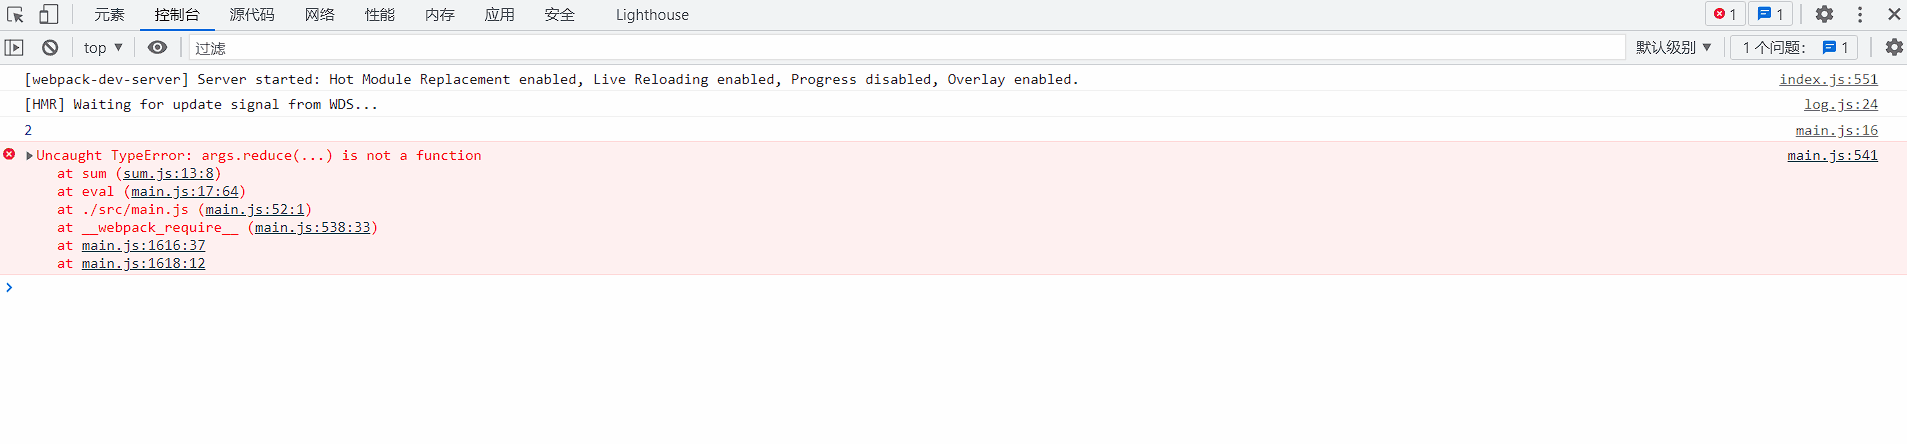 元素 控制台 源代码 网络 性能 内存 应用 安全 Lighthouse 1 1
top 过滤 默认级别 1 个问题: 1
[webpack-dev-server] Server started: Hot Module Replacement enabled, Live Reloading enabled, Progress disabled, Overlay enabled. index.js:551
[HMR] Waiting for update signal from WDS... log.js:24
2 main.js:16
Uncaught TypeError: args.reduce(...) is not a function main.js:541
at sum (sum.js:13:8)
at eval (main.js:17:64)
at ./src/main.js (main.js:52:1)
at __webpack_require__ (main.js:538:33)
at main.js:1616:37
at main.js:1618:12